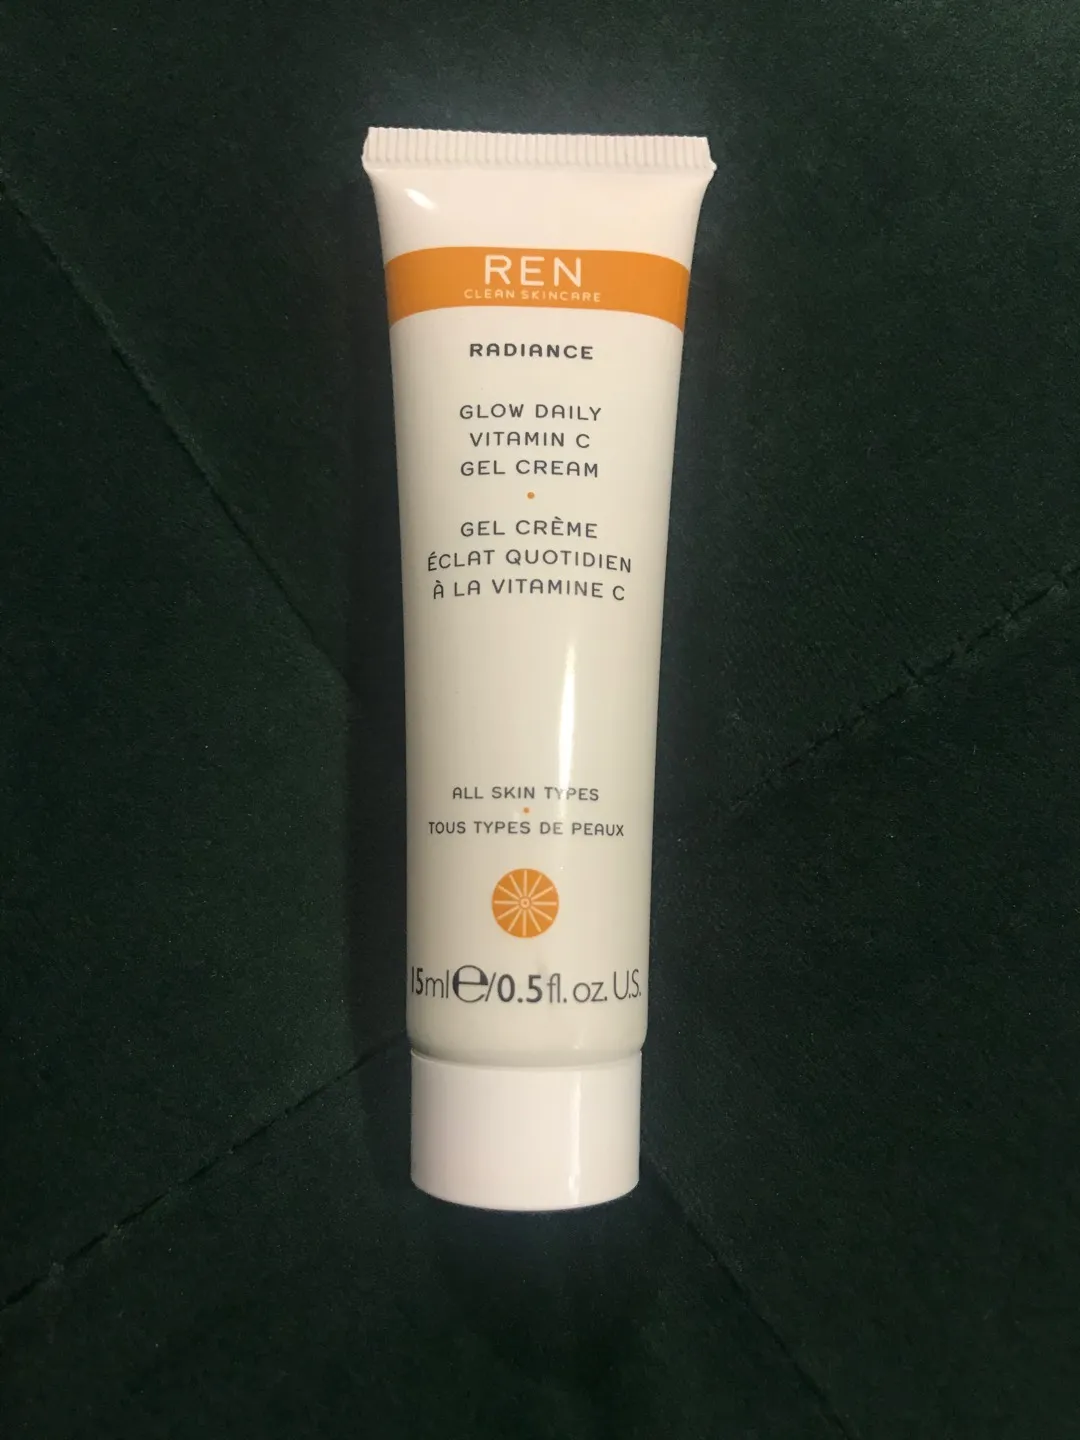 REN
CLEAN SKINCARE
RADIANCE
GLOW DAILY
VITAMIN C
GEL CREAM
•
GEL CRÈME
ÉCLAT QUOTIDIEN
À LA VITAMINE C
ALL SKIN TYPES
•
TOUS TYPES DE PEAUX
15ml℮/0.5fl. oz. U.S.